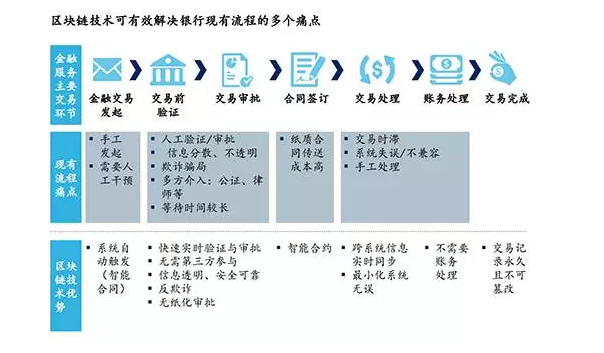 区块链技术可有效解决银行现有流程的多个痛点
金融
服务
主要
交易
环节
金融交易
发起
交易前
验证
交易审批
合同签订
交易处理
账务处理
交易完成
现有
流程
痛点
▪ 手工
发起
▪ 需要人
工干预
▪ 人工验证/审批
▪ 信息分散、不透明
▪ 欺诈骗局
▪ 多方介入：公证、律
师等
▪ 等待时间较长
▪ 纸质合
同传送
成本高
▪ 交易时滞
▪ 系统失误/不兼容
▪ 手工处理
区块
链技
术优
势
▪ 系统自
动触发
（智能
合同）
▪ 快速实时验证与审批
▪ 无需第三方参与
▪ 信息透明、安全可靠
▪ 反欺诈
▪ 无纸化审批
▪ 智能合约
▪ 跨系统信息
实时同步
▪ 最小化系统
无误
▪ 不需要
账务
处理
▪ 交易记
录永久
且不可
篡改